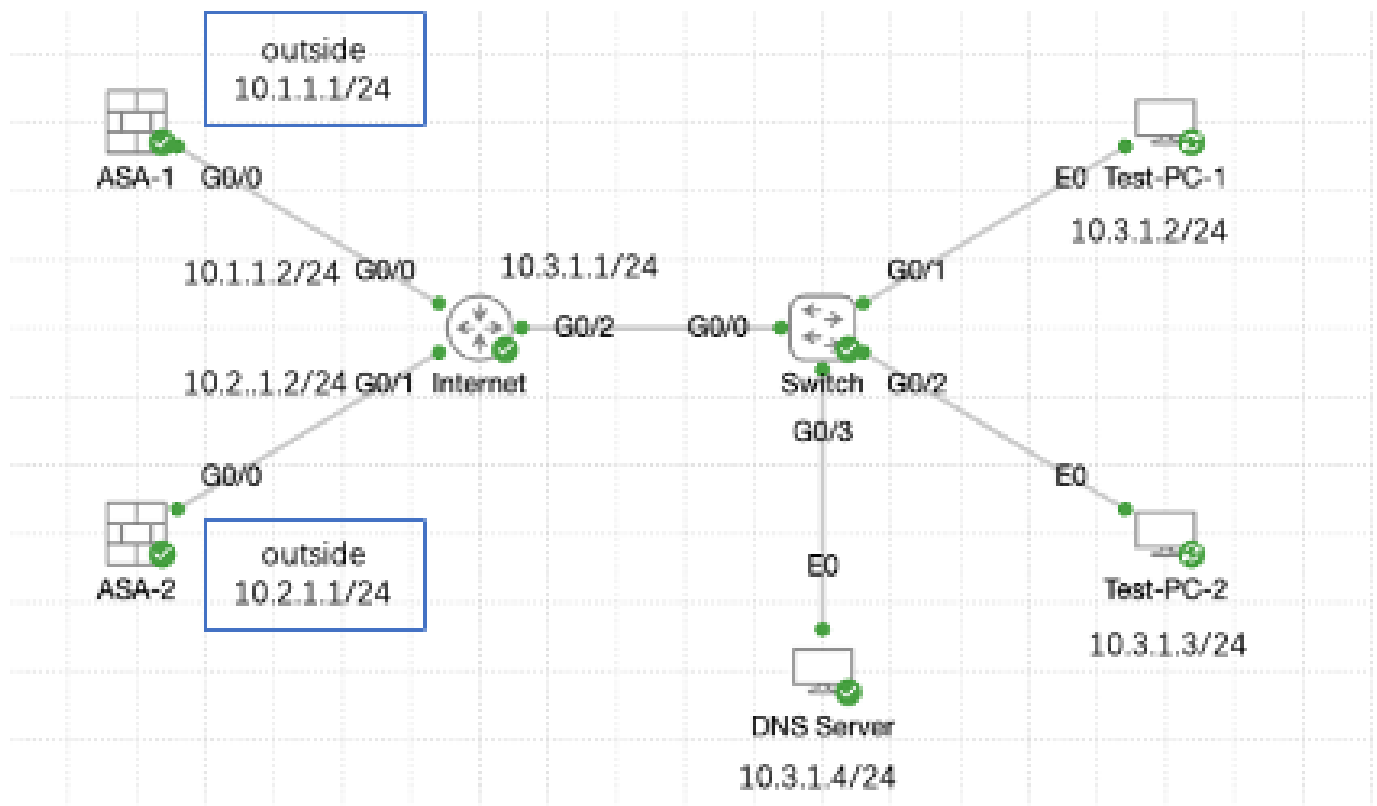 outside
10.1.1.1/24
ASA-1
G0/0
E0
Test-PC-1
10.3.1.2/24
10.1.1.2/24
G0/0
10.3.1.1/24
G0/1
G0/2
G0/0
10.2..1.2/24
G0/1
Internet
Switch
G0/2
G0/3
G0/0
E0
outside
10.2.1.1/24
ASA-2
E0
Test-PC-2
10.3.1.3/24
DNS Server
10.3.1.4/24